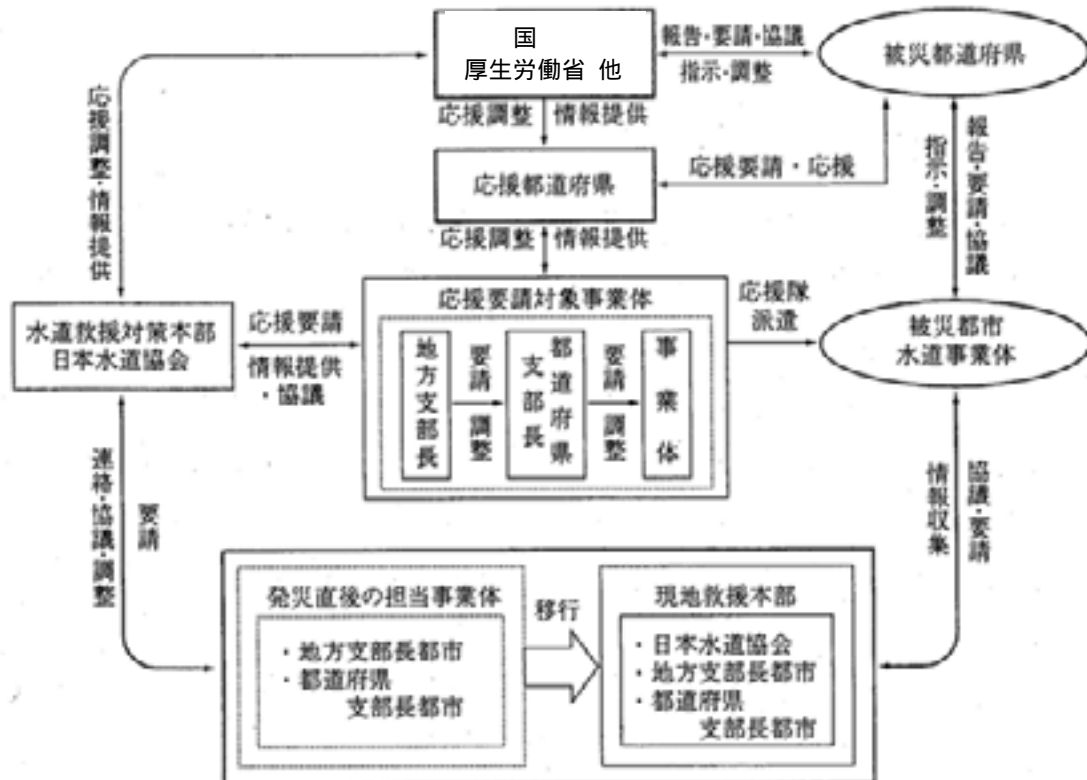 国
厚生労働省 他
報告・要請・協議
指示・調整
被災都道府県
応援調整・情報提供
応援調整
情報提供
応援都道府県
応援要請・応援
報告・要請・協議
指示・調整
応援調整
情報提供
応援要請対象事業体
地方支部長
要請
調整
都道府県
支部長
要請
調整
事業体
応援隊
派遣
被災都市
水道事業体
水道救援対策本部
日本水道協会
応援要請
情報提供
・協議
要請
連絡・協議・調整
協議・要請
情報収集
発災直後の担当事業体
・地方支部長都市
・都道府県
支部長都市
移行
現地救援本部
・日本水道協会
・地方支部長都市
・都道府県
支部長都市